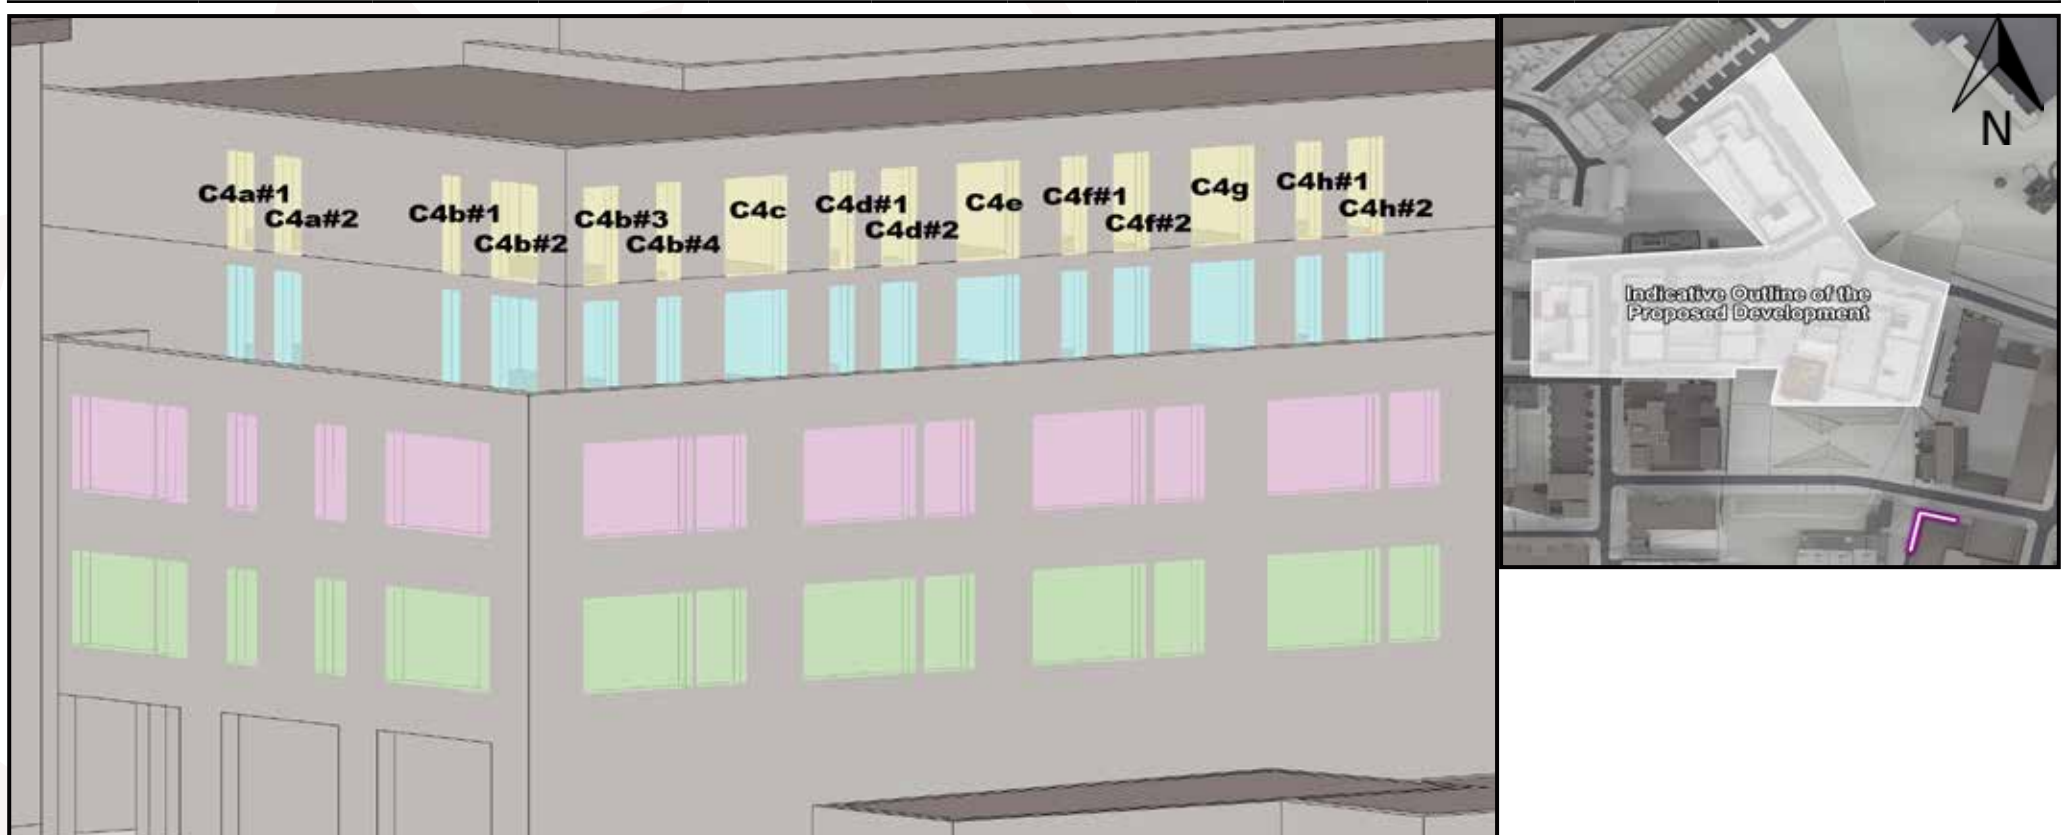 C4a#1
C4a#2
C4b#1
C4b#2
C4b#3
C4b#4
C4c
C4d#1
C4d#2
C4e
C4f#1
C4f#2
C4g
C4h#1
C4h#2
N
Indicative Outline of the
Proposed Development